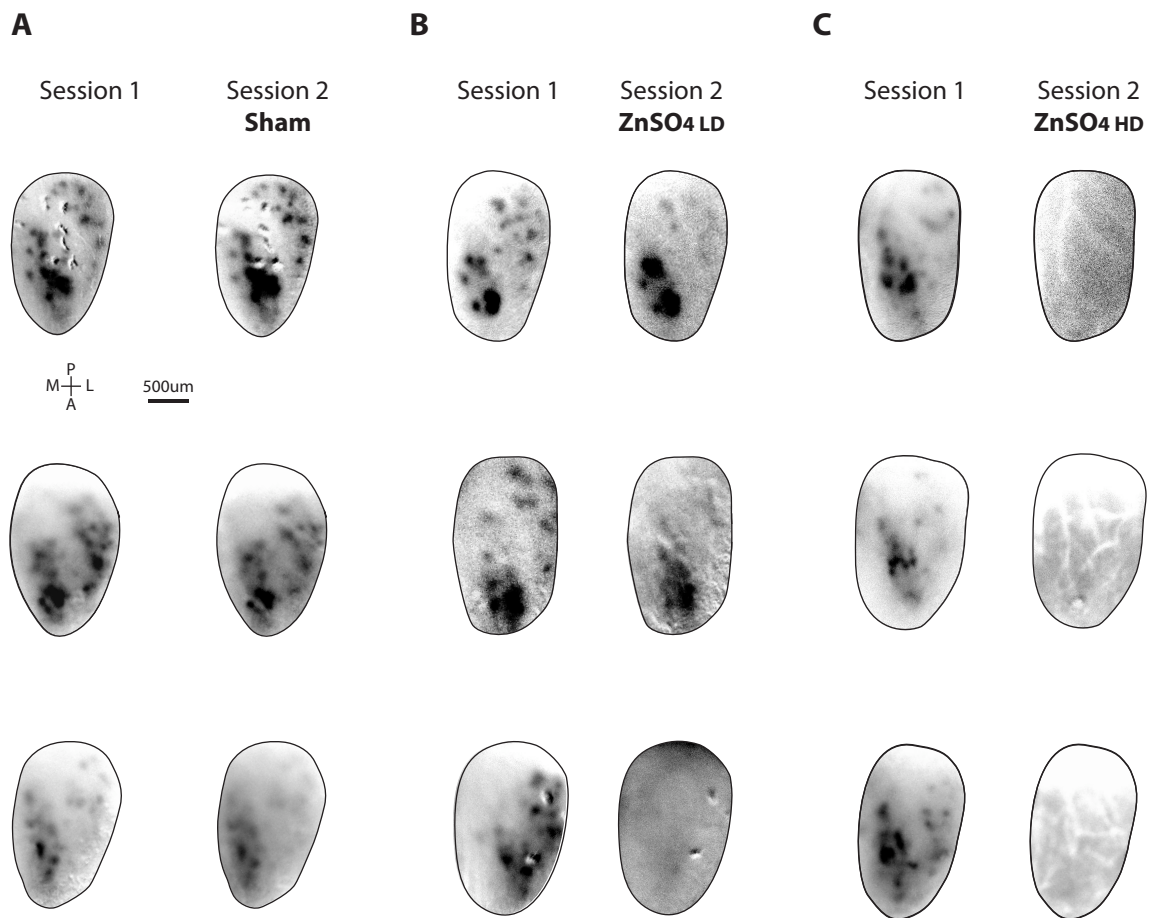 A
B
C
Session 1
Session 2
Sham
Session 1
Session 2
ZnSO4 LD
Session 1
Session 2
ZnSO4 HD
P
M L
A
500um